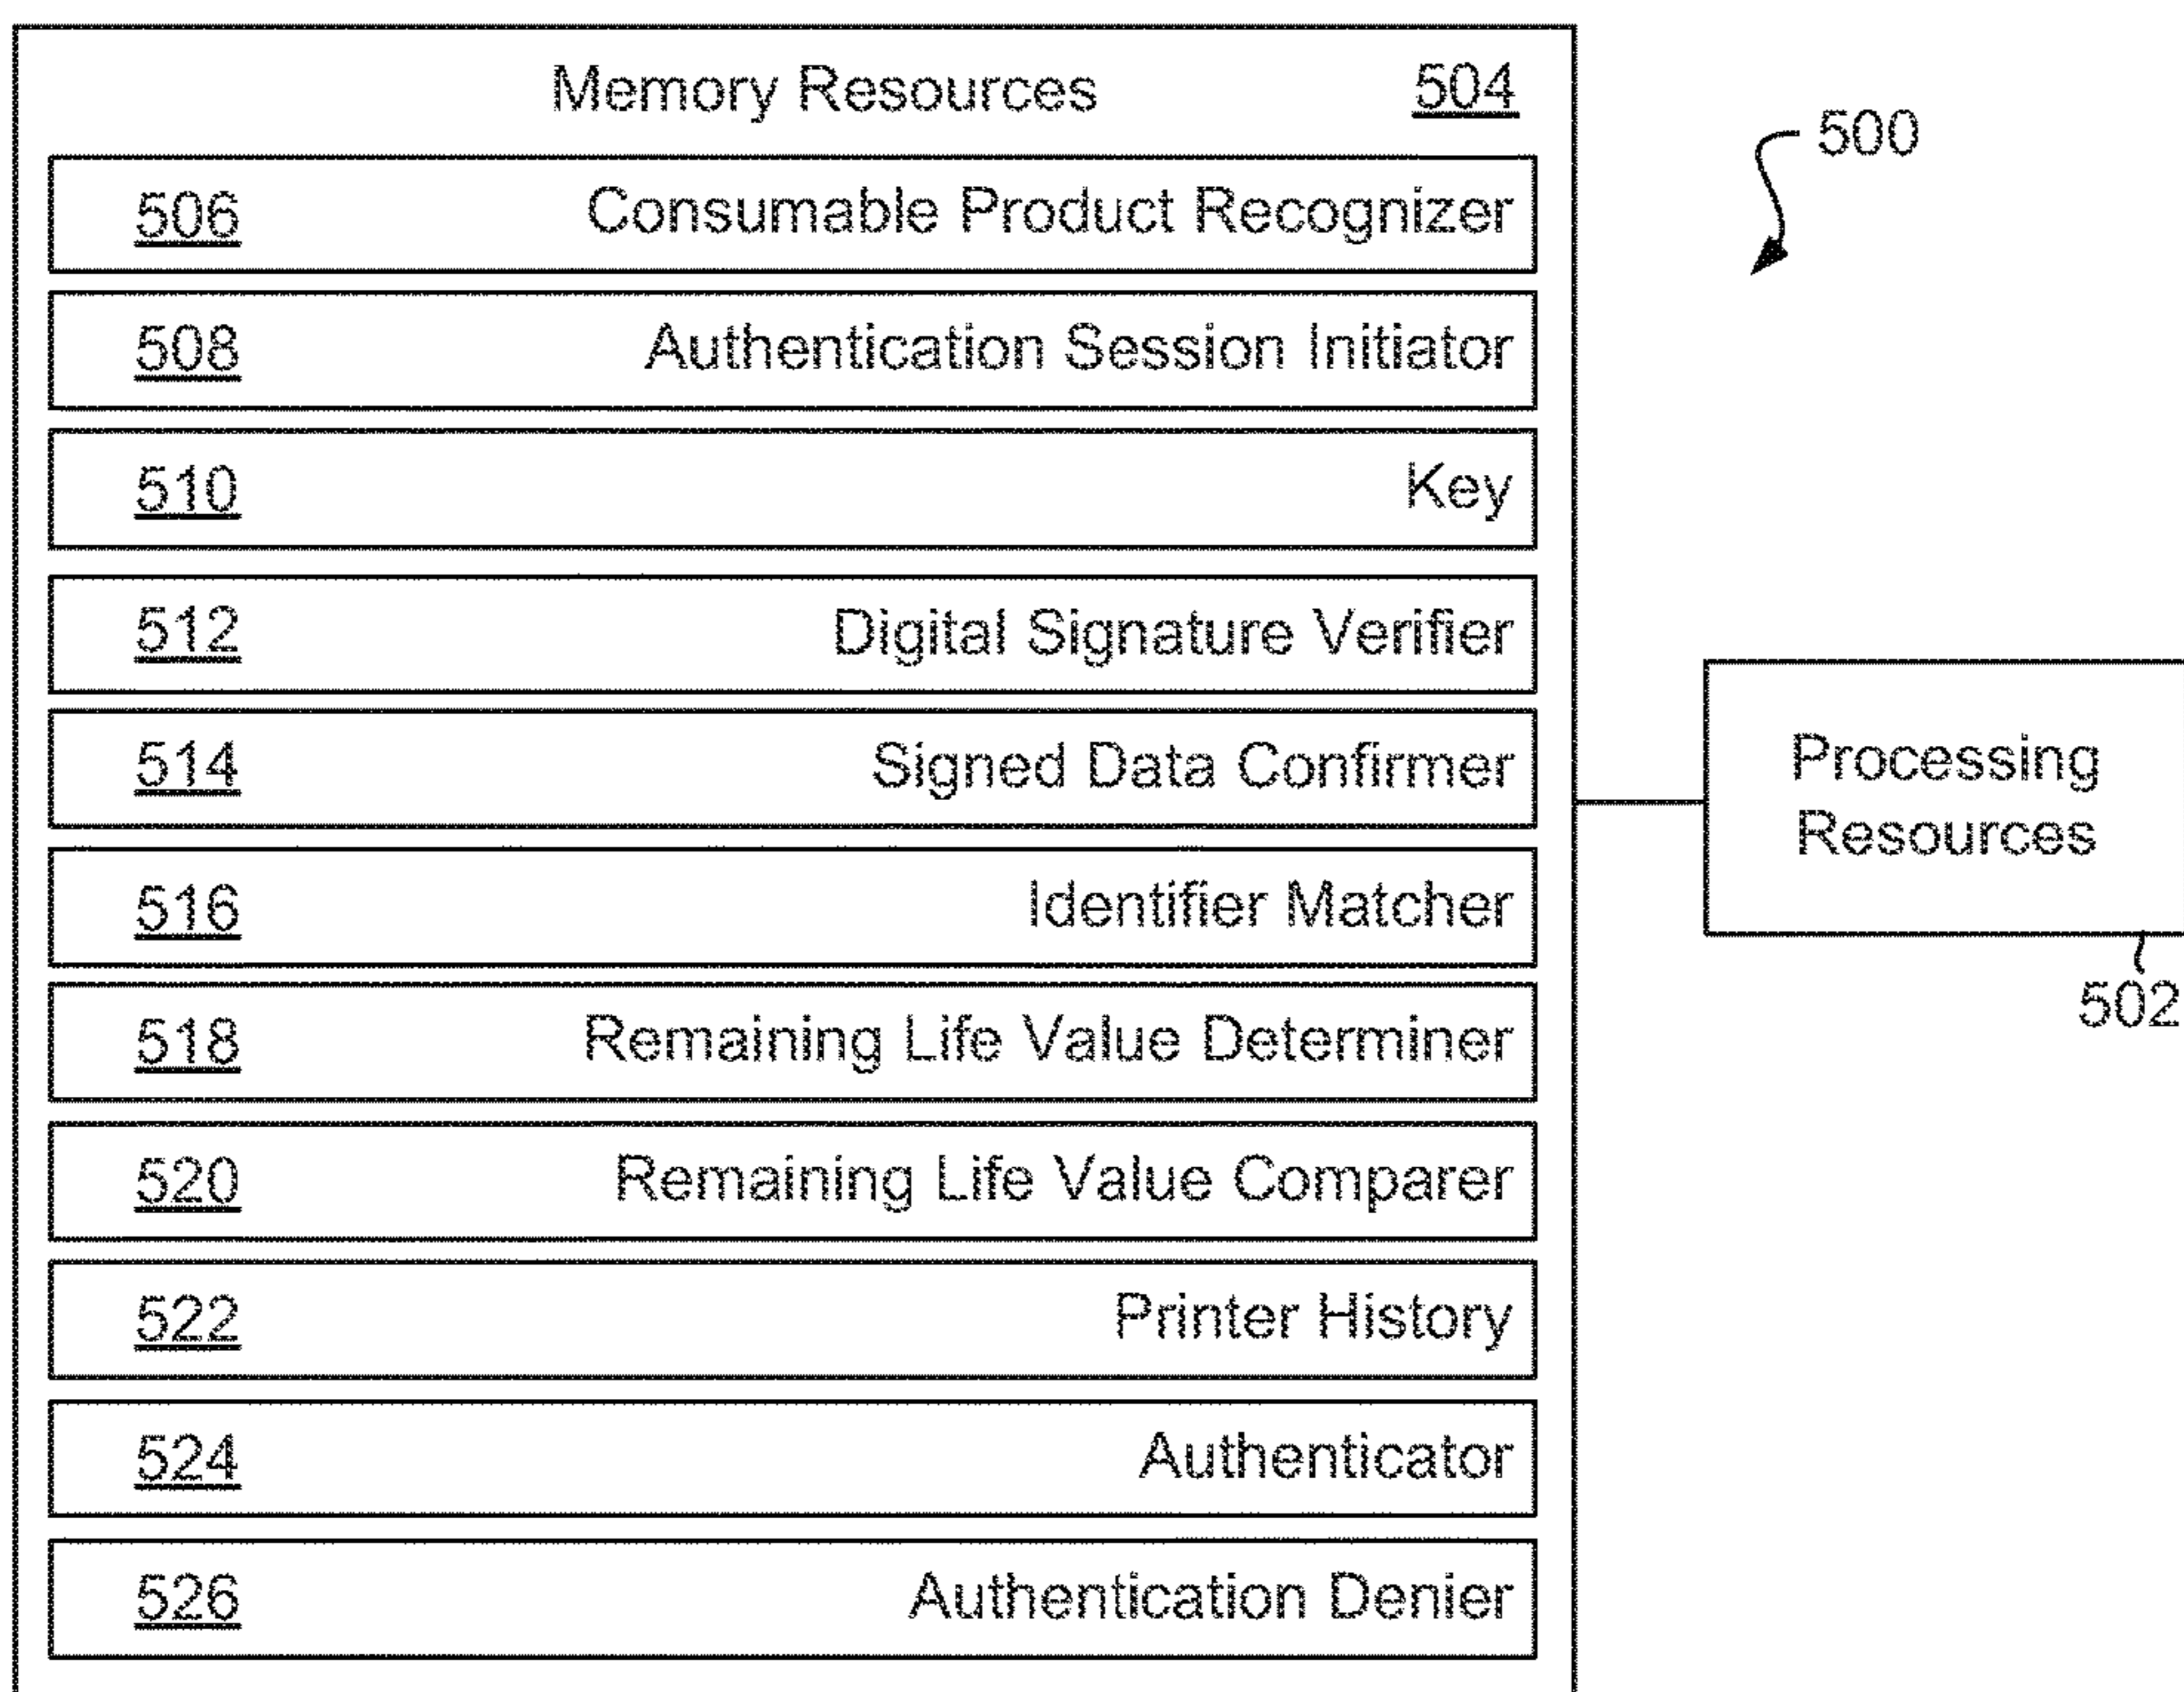 Memory Resources 504
500
506 Consumable Product Recognizer
508 Authentication Session Initiator
510 Key
512 Digital Signature Verifier
514 Signed Data Confirmer
Processing
Resources
516 Identifier Matcher
502
518 Remaining Life Value Determiner
520 Remaining Life Value Comparer
522 Printer History
524 Authenticator
526 Authentication Denier